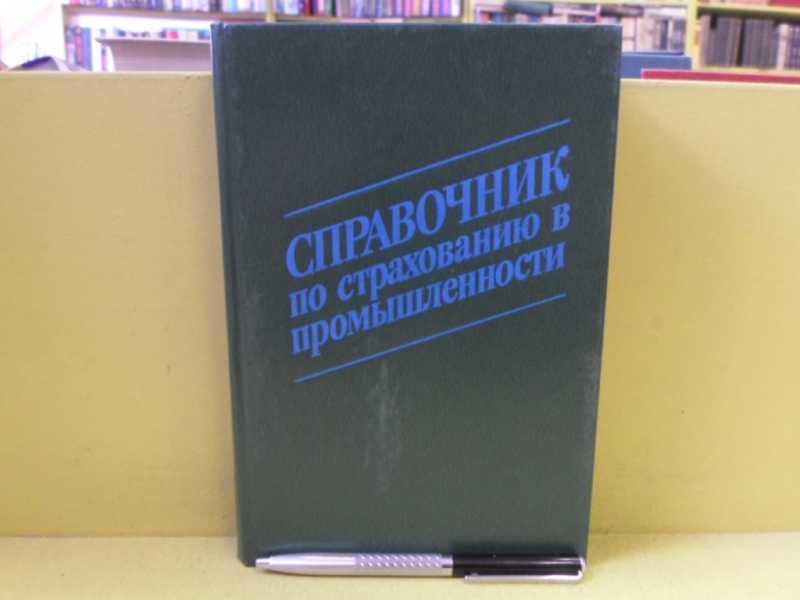 СПРАВОЧНИК
по страхованию в
промышленности